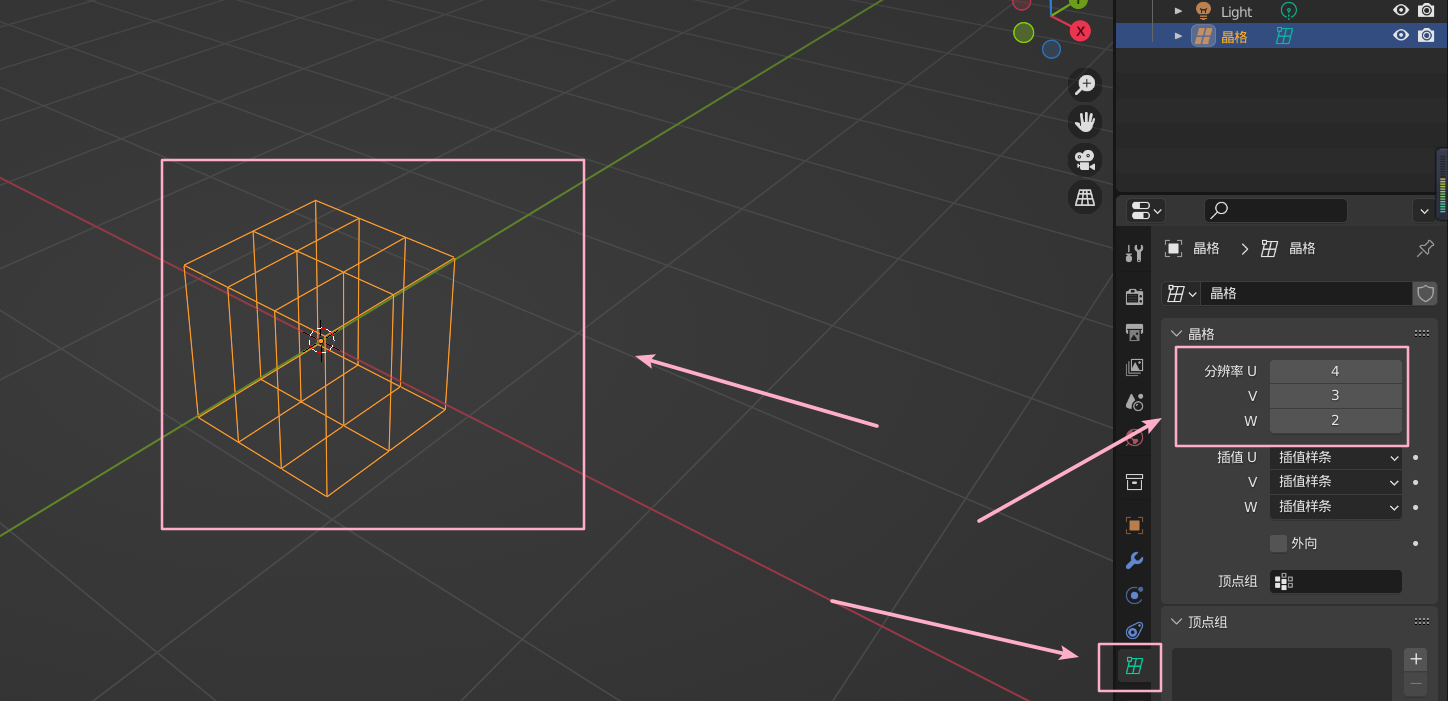 Light
晶格
X
晶格 晶格
晶格
晶格
分辨率 U 4
V 3
W 2
插值 U 插值样条
V 插值样条
W 插值样条
外向
顶点组
顶点组